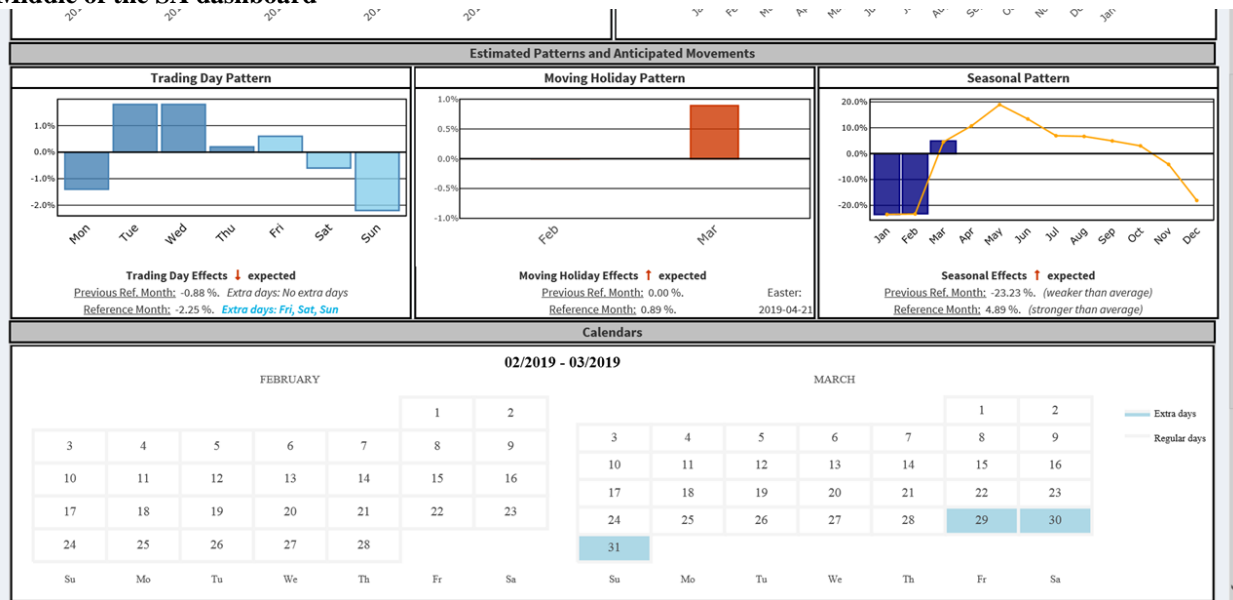 Middle of the SA dashboard
Estimated Patterns and Anticipated Movements
Trading Day Pattern
1.0%
0.0%
-1.0%
-2.0%
Mon Tue Wed Thu Fri Sat Sun
Trading Day Effects ↓ expected
Previous Ref. Month: -0.88 %. Extra days: No extra days
Reference Month: -2.25 %. Extra days: Fri, Sat, Sun
Moving Holiday Pattern
1.0%
0.5%
0.0%
-0.5%
-1.0%
Feb Mar
Moving Holiday Effects ↑ expected
Previous Ref. Month: 0.00 %. Easter:
Reference Month: 0.89 %. 2019-04-21
Seasonal Pattern
20.0%
10.0%
0.0%
-10.0%
-20.0%
Jan Feb Mar Apr May Jun Jul Aug Sep Oct Nov Dec
Seasonal Effects ↑ expected
Previous Ref. Month: -23.23 %. (weaker than average)
Reference Month: 4.89 %. (stronger than average)
Calendars
02/2019 - 03/2019
FEBRUARY
1 2
3 4 5 6 7 8 9
10 11 12 13 14 15 16
17 18 19 20 21 22 23
24 25 26 27 28
Su Mo Tu We Th Fr Sa
MARCH
1 2
3 4 5 6 7 8 9
10 11 12 13 14 15 16
17 18 19 20 21 22 23
24 25 26 27 28 29 30
31
Su Mo Tu We Th Fr Sa
Extra days
Regular days